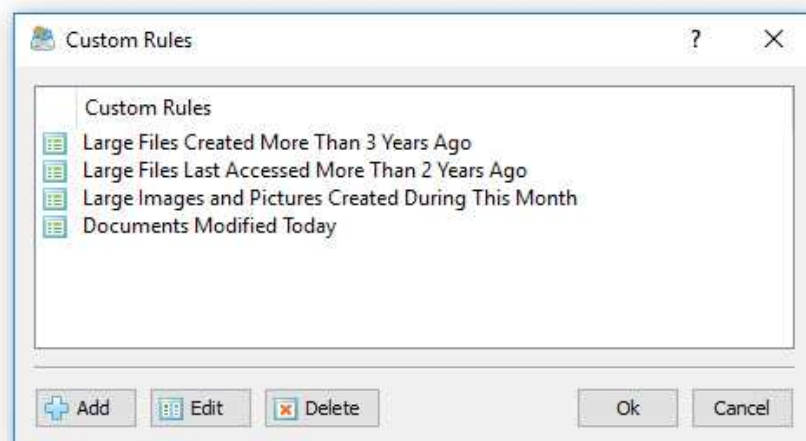 Custom Rules
?
Custom Rules
Large Files Created More Than 3 Years Ago
Large Files Last Accessed More Than 2 Years Ago
Large Images and Pictures Created During This Month
Documents Modified Today
Add Edit Delete Ok Cancel